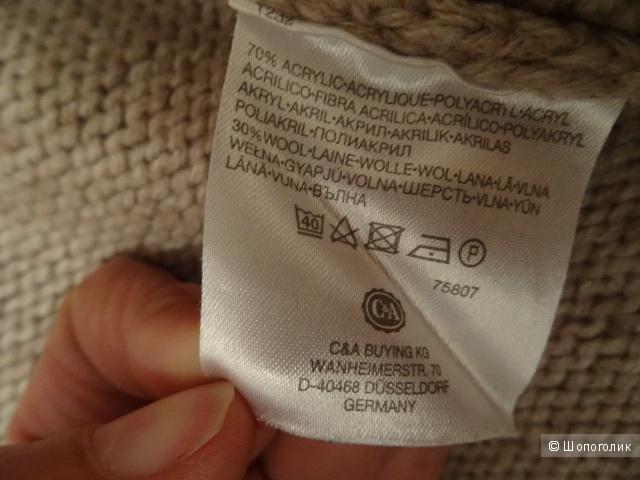 70% ACRYLIC·ACRYLIQUE·POLYACRYL·ACRYL
ACRILICO·FIBRA ACRILICA·ACRÍLICO·POLYAKRYL
AKRYL·AKRIL·АКРИЛ·AKRILIK·AKRILAS
POLIAKRIL·ПОЛИАКРИЛ
30% WOOL·LAINE·WOLLE·WOL·LANA·LÃ·VLNA
WEŁNA·GYAPJÚ·VOLNA·ШЕРСТЬ·VLNA·YÜN
LÂNĂ·VUNA·ВЪЛНА
40 P
75807
C&A
C&A BUYING KG
WANHEIMERSTR. 70
D-40468 DÜSSELDORF
GERMANY
© Шопоголик